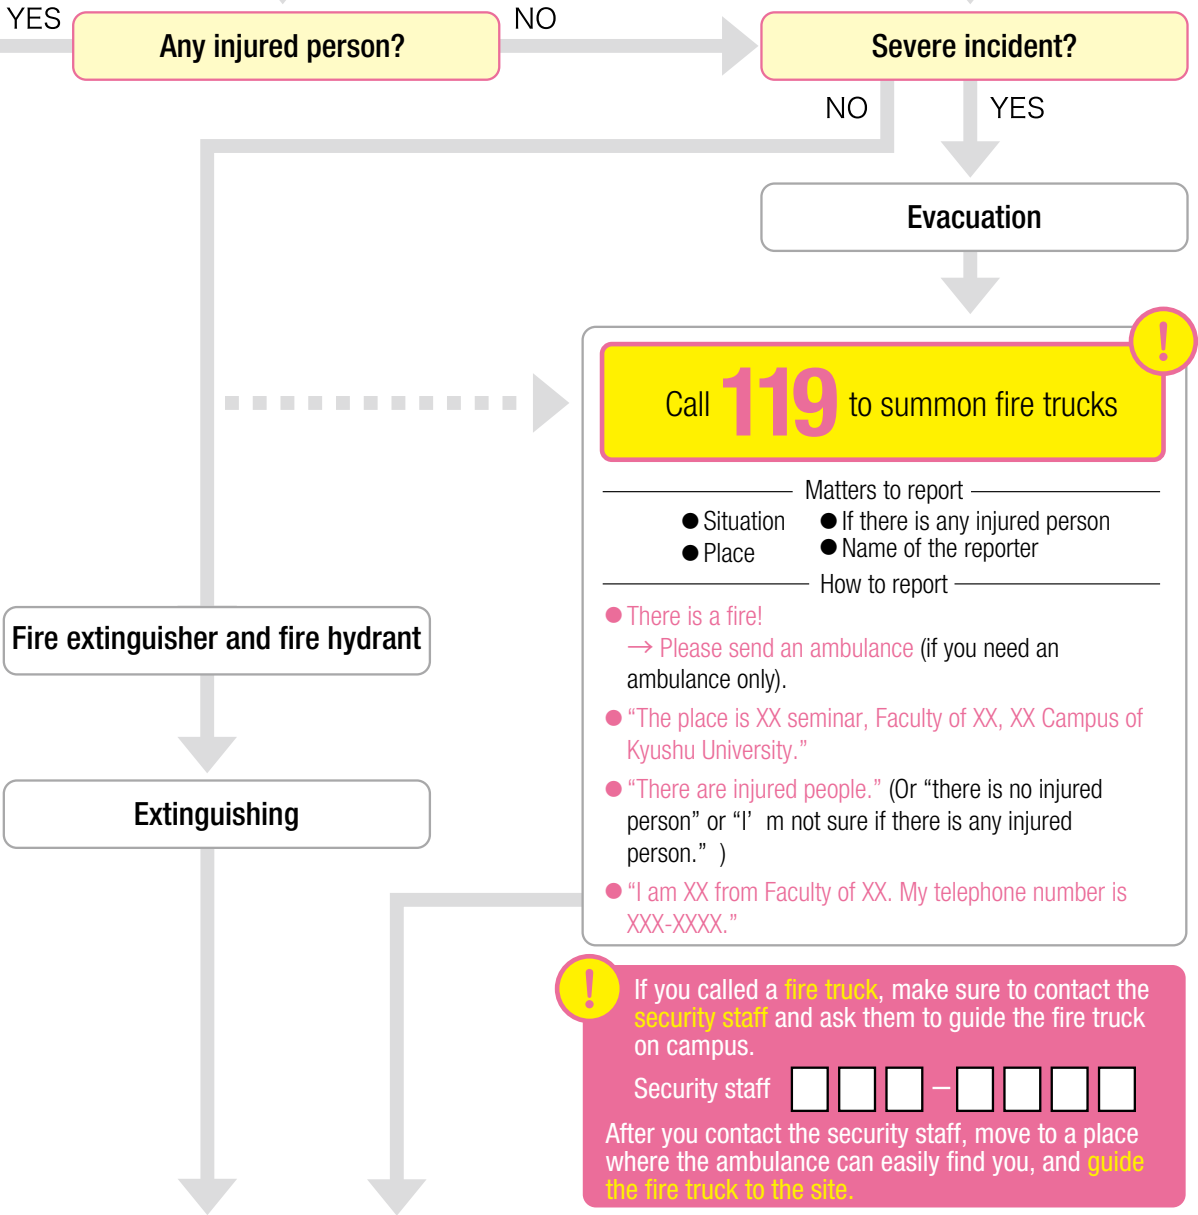 YES
Any injured person?
NO
Severe incident?
NO
YES
Evacuation
!
Call 119 to summon fire trucks
Matters to report
● Situation
● If there is any injured person
● Place
● Name of the reporter
How to report
● There is a fire!
→ Please send an ambulance (if you need an
ambulance only).
● “The place is XX seminar, Faculty of XX, XX Campus of
Kyushu University.”
● “There are injured people.” (Or “there is no injured
person” or “I’ m not sure if there is any injured
person.” )
● “I am XX from Faculty of XX. My telephone number is
XXX-XXXX.”
Fire extinguisher and fire hydrant
Extinguishing
!
If you called a fire truck, make sure to contact the
security staff and ask them to guide the fire truck
on campus.
Security staff □□□–□□□□
After you contact the security staff, move to a place
where the ambulance can easily find you, and guide
the fire truck to the site.